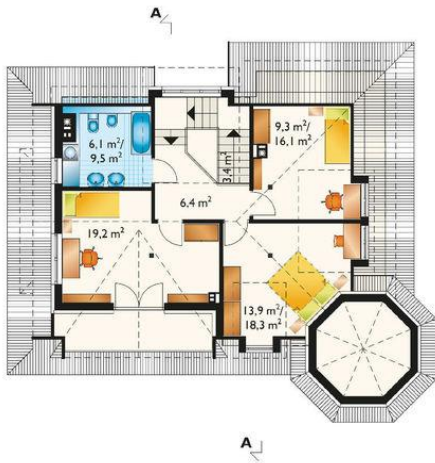 A
6,1 m²/
9,5 m²
9,3 m²/
16,1 m²
3,4 m²
6,4 m²
19,2 m²
13,9 m²/
18,3 m²
A